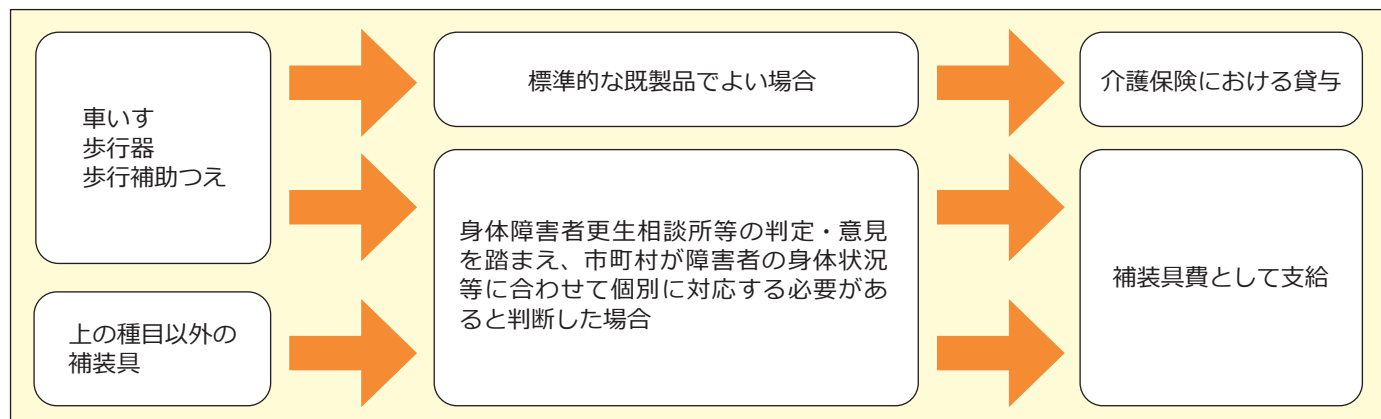 車いす
歩行器
歩行補助つえ
標準的な既製品でよい場合
介護保険における貸与
身体障害者更生相談所等の判定・意見
を踏まえ、市町村が障害者の身体状況
等に合わせて個別に対応する必要があ
ると判断した場合
補装具費として支給
上の種目以外の
補装具